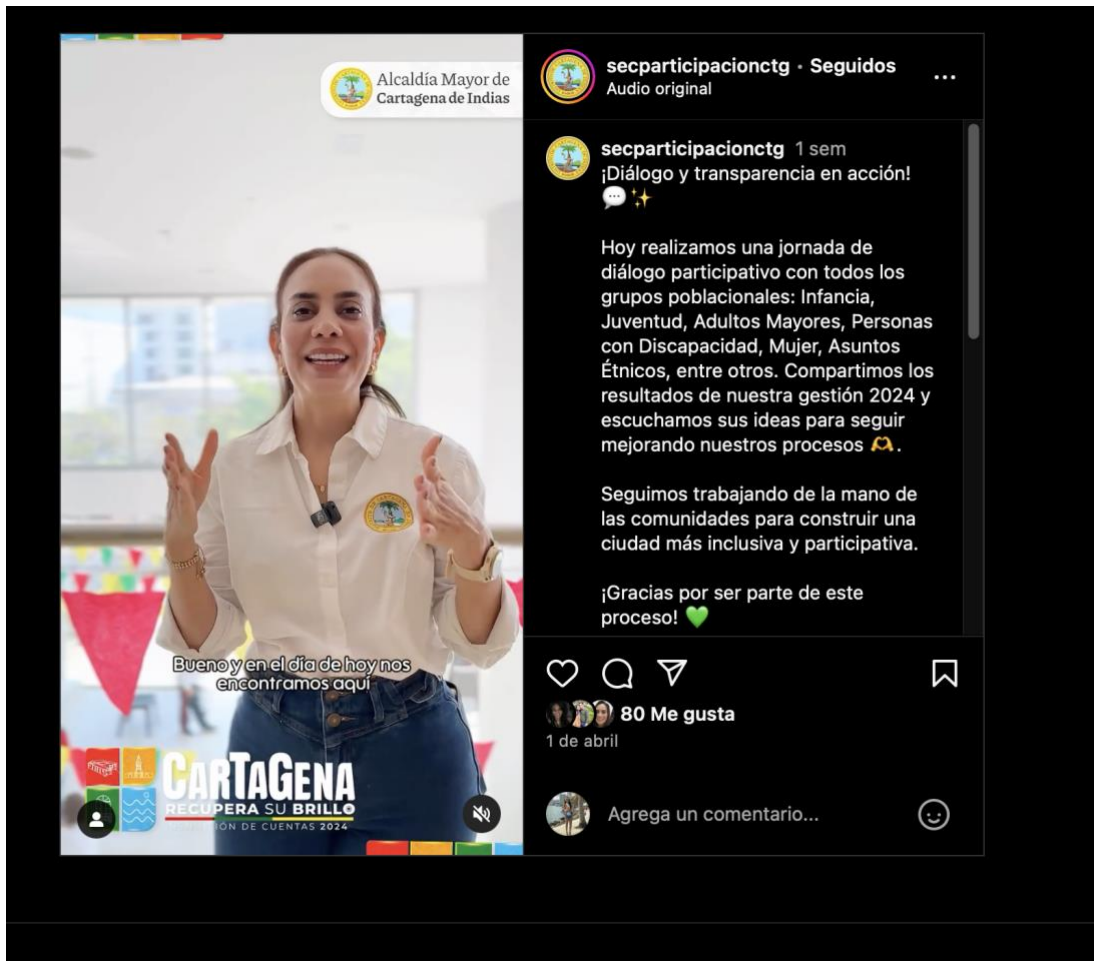 Alcaldía Mayor de
Cartagena de Indias
Bueno y en el día de hoy nos
encontramos aquí
CARTAGENA
RECUPERA SU BRILLO
DE CUENTAS 2024
secparticipacionctg · Seguidos
Audio original
secparticipacionctg 1 sem
¡Diálogo y transparencia en acción!
💬✨
Hoy realizamos una jornada de
diálogo participativo con todos los
grupos poblacionales: Infancia,
Juventud, Adultos Mayores, Personas
con Discapacidad, Mujer, Asuntos
Étnicos, entre otros. Compartimos los
resultados de nuestra gestión 2024 y
escuchamos sus ideas para seguir
mejorando nuestros procesos 🫶.
Seguimos trabajando de la mano de
las comunidades para construir una
ciudad más inclusiva y participativa.
¡Gracias por ser parte de este
proceso! 💚
80 Me gusta
1 de abril
Agrega un comentario...